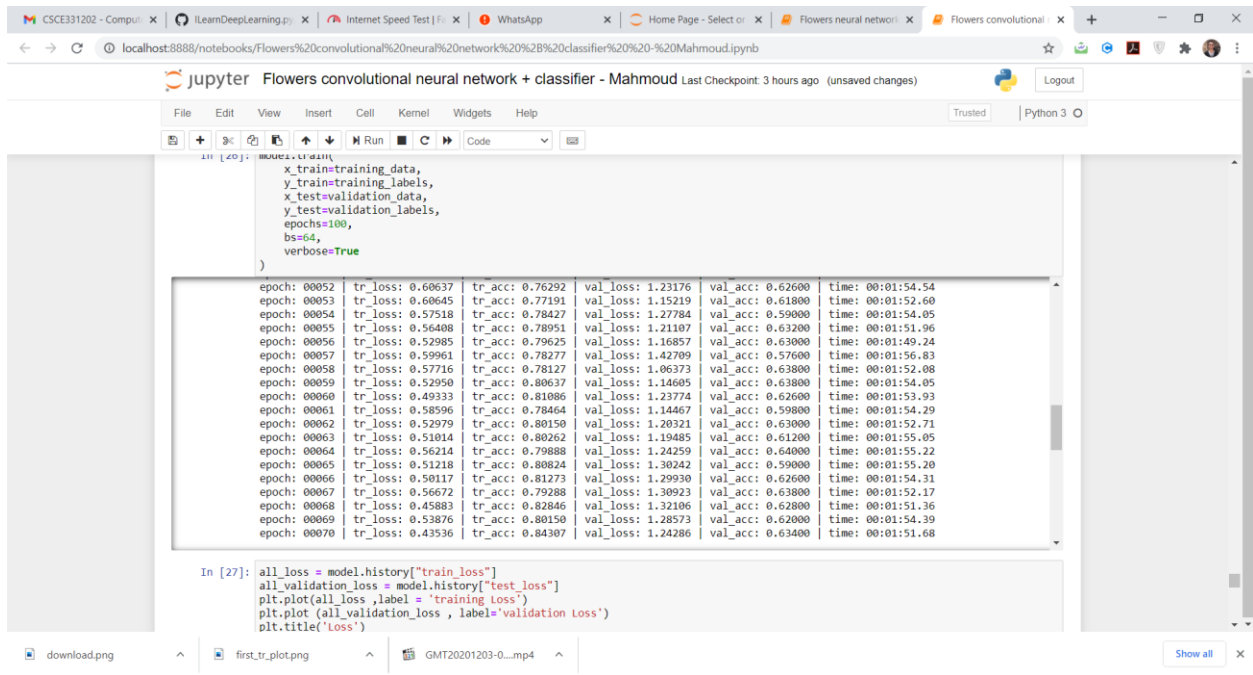 CSCE331202 - Compute
ILearnDeepLearning.py
Internet Speed Test | Fa
WhatsApp
Home Page - Select or
Flowers neural network
Flowers convolutional
localhost:8888/notebooks/Flowers%20convolutional%20neural%20network%20%2B%20classifier%20%20-%20Mahmoud.ipynb
jupyter Flowers convolutional neural network + classifier - Mahmoud Last Checkpoint: 3 hours ago (unsaved changes)
Logout
File Edit View Insert Cell Kernel Widgets Help
Trusted
Python 3
Run
Code
In [26]: model.train(
x_train=training_data,
y_train=training_labels,
x_test=validation_data,
y_test=validation_labels,
epochs=100,
bs=64,
verbose=True
)
epoch: 00052 | tr_loss: 0.60637 | tr_acc: 0.76292 | val_loss: 1.23176 | val_acc: 0.62600 | time: 00:01:54.54
epoch: 00053 | tr_loss: 0.60645 | tr_acc: 0.77191 | val_loss: 1.15219 | val_acc: 0.61800 | time: 00:01:52.60
epoch: 00054 | tr_loss: 0.57518 | tr_acc: 0.78427 | val_loss: 1.27784 | val_acc: 0.59000 | time: 00:01:54.05
epoch: 00055 | tr_loss: 0.56408 | tr_acc: 0.78951 | val_loss: 1.21107 | val_acc: 0.63200 | time: 00:01:51.96
epoch: 00056 | tr_loss: 0.52985 | tr_acc: 0.79625 | val_loss: 1.16857 | val_acc: 0.63000 | time: 00:01:49.24
epoch: 00057 | tr_loss: 0.59961 | tr_acc: 0.78277 | val_loss: 1.42709 | val_acc: 0.57600 | time: 00:01:56.83
epoch: 00058 | tr_loss: 0.57716 | tr_acc: 0.78127 | val_loss: 1.06373 | val_acc: 0.63800 | time: 00:01:52.08
epoch: 00059 | tr_loss: 0.52950 | tr_acc: 0.80637 | val_loss: 1.14605 | val_acc: 0.63800 | time: 00:01:54.05
epoch: 00060 | tr_loss: 0.49333 | tr_acc: 0.81086 | val_loss: 1.23774 | val_acc: 0.62600 | time: 00:01:53.93
epoch: 00061 | tr_loss: 0.58596 | tr_acc: 0.78464 | val_loss: 1.14467 | val_acc: 0.59800 | time: 00:01:54.29
epoch: 00062 | tr_loss: 0.52979 | tr_acc: 0.80150 | val_loss: 1.20321 | val_acc: 0.63000 | time: 00:01:52.71
epoch: 00063 | tr_loss: 0.51014 | tr_acc: 0.80262 | val_loss: 1.19485 | val_acc: 0.61200 | time: 00:01:55.05
epoch: 00064 | tr_loss: 0.56214 | tr_acc: 0.79888 | val_loss: 1.24259 | val_acc: 0.64000 | time: 00:01:55.22
epoch: 00065 | tr_loss: 0.51218 | tr_acc: 0.80824 | val_loss: 1.30242 | val_acc: 0.59000 | time: 00:01:55.20
epoch: 00066 | tr_loss: 0.50117 | tr_acc: 0.81273 | val_loss: 1.29930 | val_acc: 0.62600 | time: 00:01:54.31
epoch: 00067 | tr_loss: 0.56672 | tr_acc: 0.79288 | val_loss: 1.30923 | val_acc: 0.63800 | time: 00:01:52.17
epoch: 00068 | tr_loss: 0.45883 | tr_acc: 0.82846 | val_loss: 1.32106 | val_acc: 0.62800 | time: 00:01:51.36
epoch: 00069 | tr_loss: 0.53876 | tr_acc: 0.80150 | val_loss: 1.28573 | val_acc: 0.62000 | time: 00:01:54.39
epoch: 00070 | tr_loss: 0.43536 | tr_acc: 0.84307 | val_loss: 1.24286 | val_acc: 0.63400 | time: 00:01:51.68
In [27]: all_loss = model.history["train_loss"]
all_validation_loss = model.history["test_loss"]
plt.plot(all_loss ,label = 'training Loss')
plt.plot (all_validation_loss , label='validation Loss')
plt.title('Loss')
download.png
first_tr_plot.png
GMT20201203-0....mp4
Show all